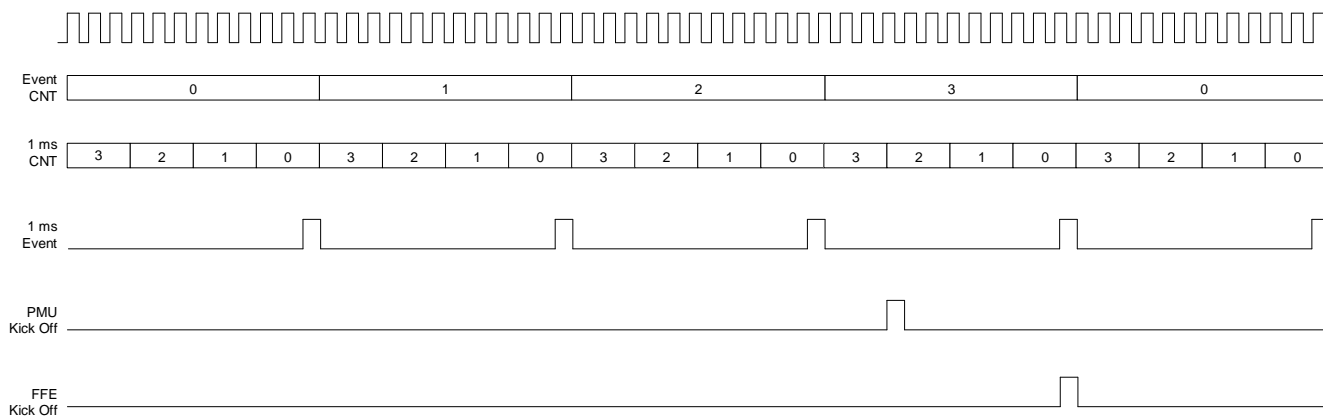 Event
CNT
0 1 2 3 0
1 ms
CNT
3 2 1 0 3 2 1 0 3 2 1 0 3 2 1 0 3 2 1 0
1 ms
Event
PMU
Kick Off
FFE
Kick Off